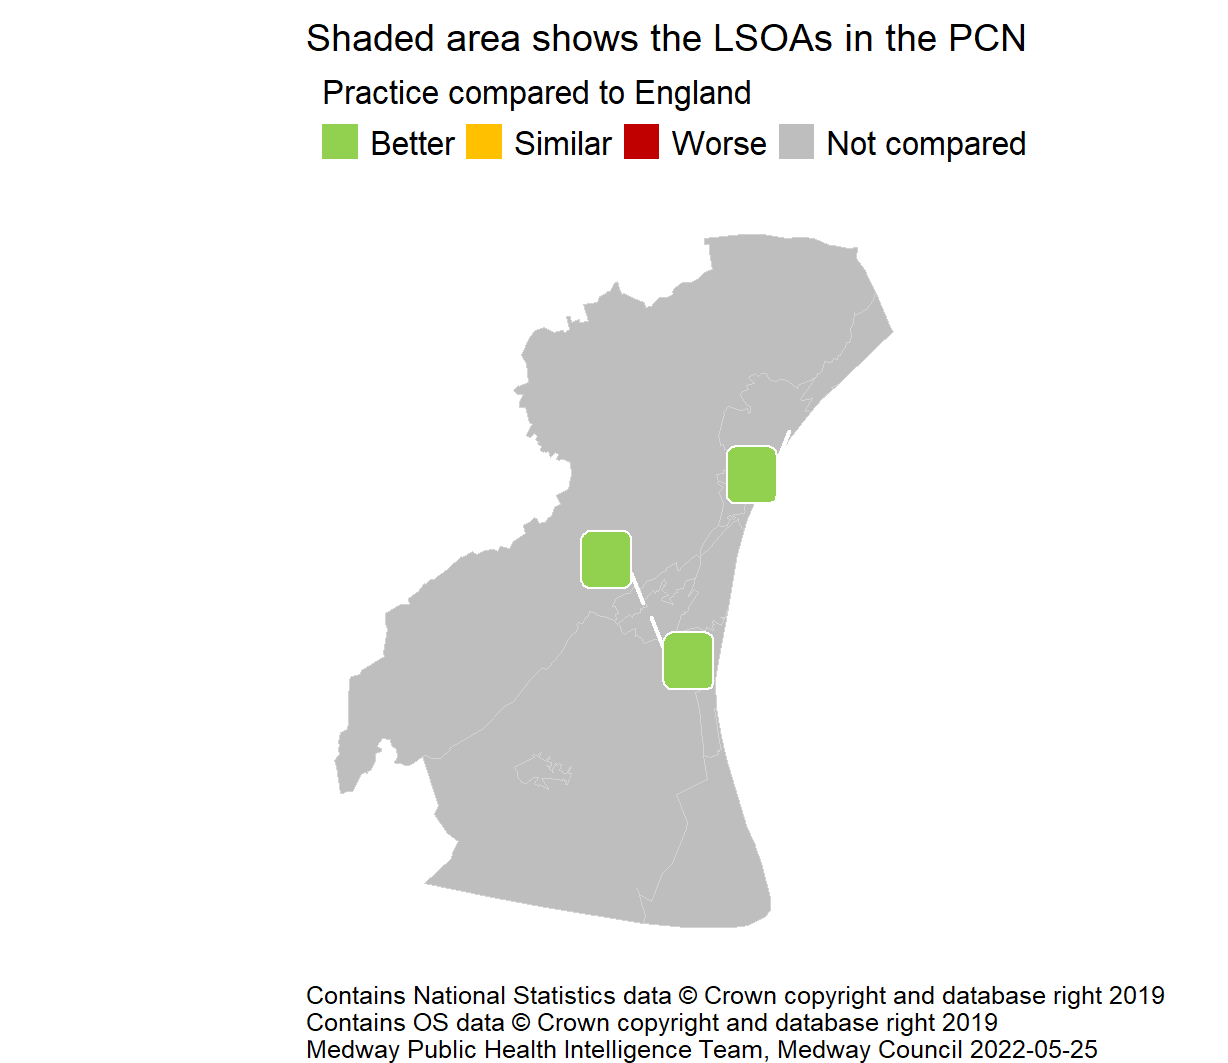 Shaded area shows the LSOAs in the PCN
Practice compared to England
Better Similar Worse Not compared
Contains National Statistics data © Crown copyright and database right 2019
Contains OS data © Crown copyright and database right 2019
Medway Public Health Intelligence Team, Medway Council 2022-05-25